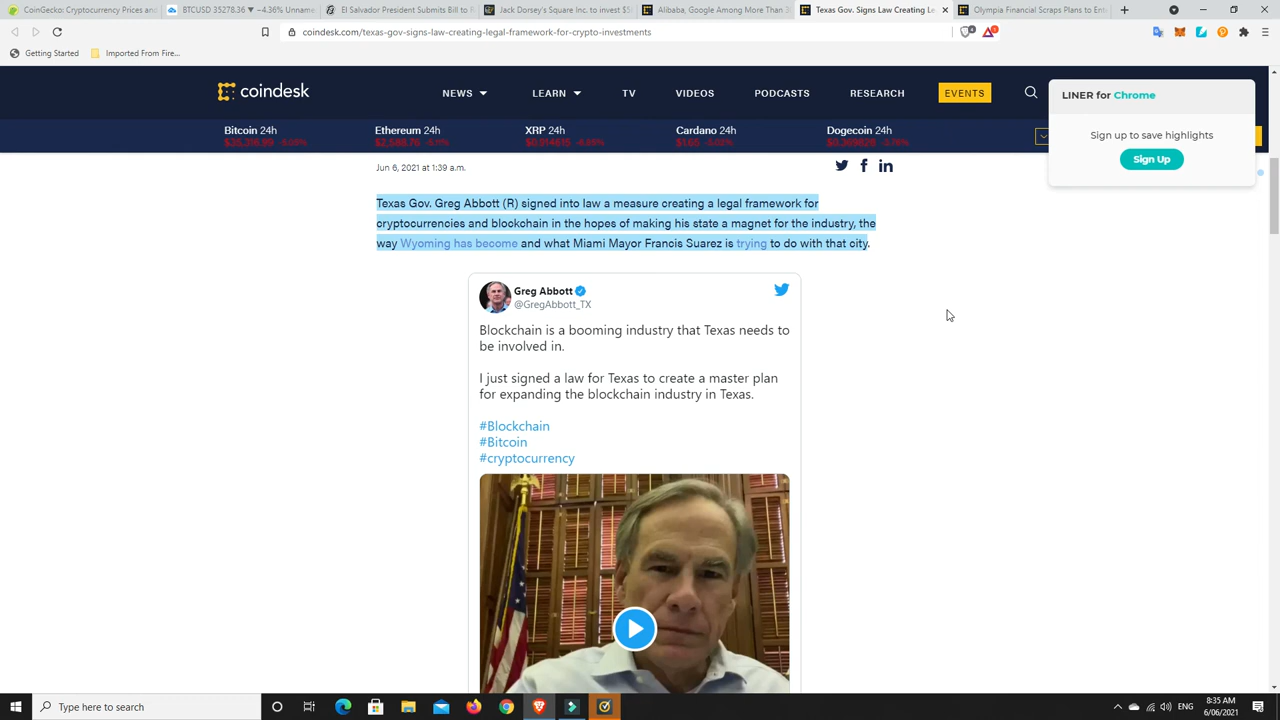 CoinGecko: Cryptocurrency Prices and
BTCUSD 35278.36 ▼ −4.36% Unname
El Salvador President Submits Bill to
Jack Dorsey's Square Inc. to invest $5
Alibaba, Google Among More Than 3
Texas Gov. Signs Law Creating Le
Olympia Financial Scraps Plans to Ent
coindesk.com/texas-gov-signs-law-creating-legal-framework-for-crypto-investments
Getting Started
Imported From Fire...
coindesk
NEWS
LEARN
TV
VIDEOS
PODCASTS
RESEARCH
EVENTS
LINER for Chrome
Sign up to save highlights
Sign Up
Bitcoin 24h
Ethereum 24h
XRP 24h
Cardano 24h
Dogecoin 24h
Jun 6, 2021 at 1:39 a.m.
Texas Gov. Greg Abbott (R) signed into law a measure creating a legal framework for
cryptocurrencies and blockchain in the hopes of making his state a magnet for the industry, the
way Wyoming has become and what Miami Mayor Francis Suarez is trying to do with that city.
Greg Abbott
@GregAbbott_TX
Blockchain is a booming industry that Texas needs to
be involved in.
I just signed a law for Texas to create a master plan
for expanding the blockchain industry in Texas.
#Blockchain
#Bitcoin
#cryptocurrency
Type here to search
ENG
8:35 AM
6/06/2021